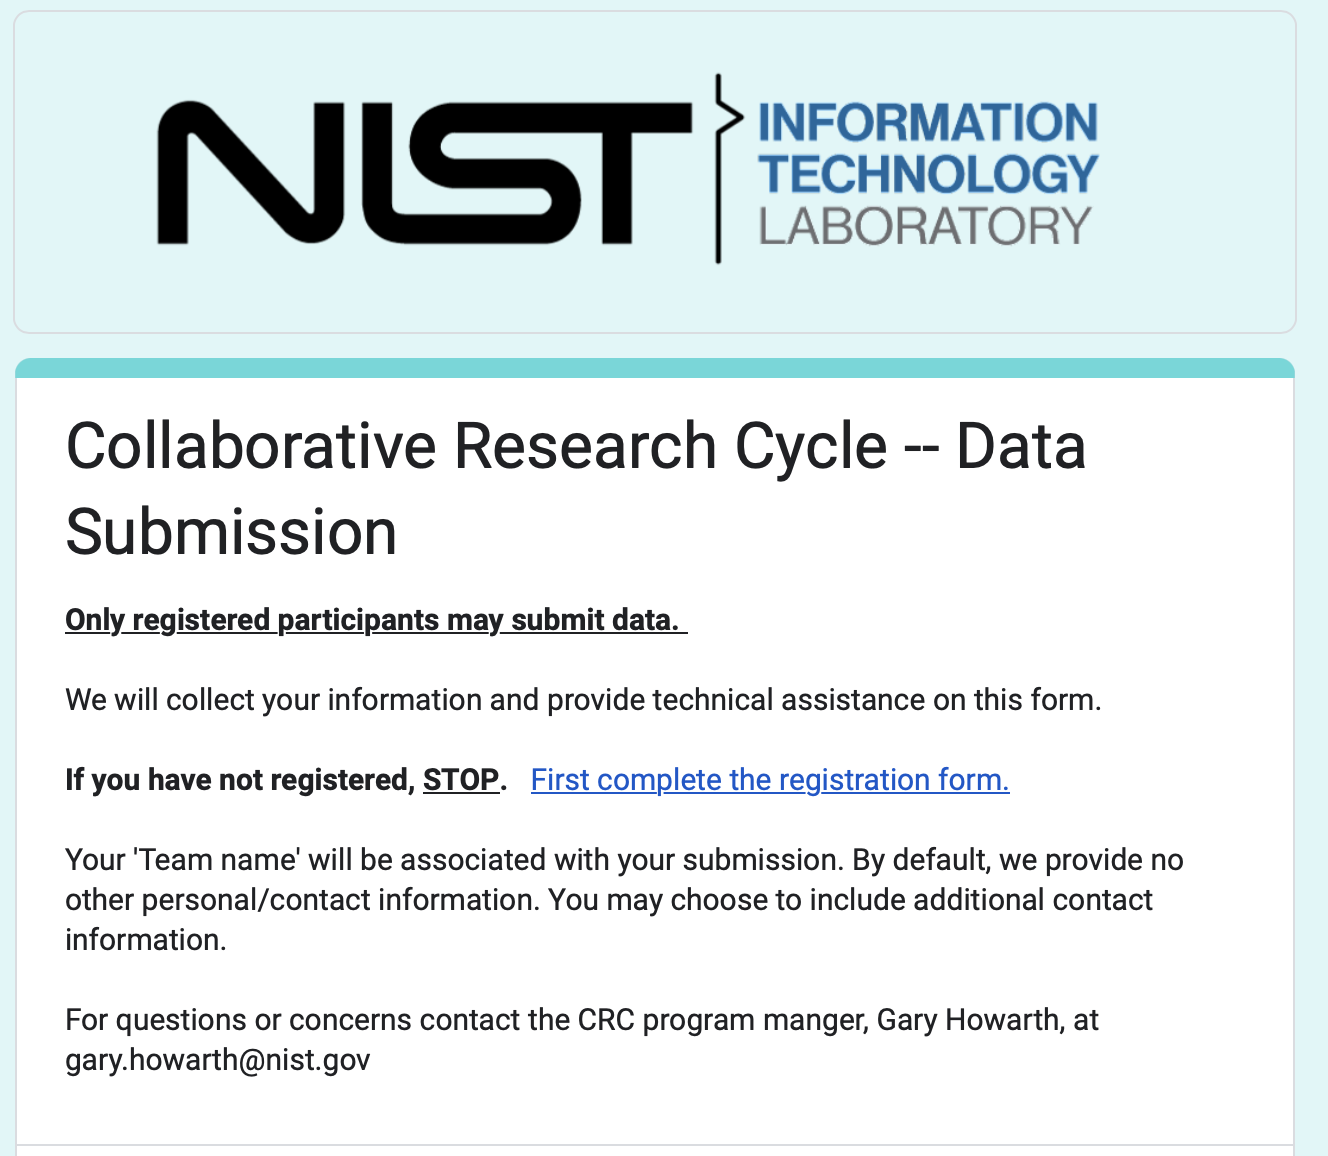 NIST
INFORMATION
TECHNOLOGY
LABORATORY
Collaborative Research Cycle -- Data
Submission
Only registered participants may submit data.
We will collect your information and provide technical assistance on this form.
If you have not registered, STOP. First complete the registration form.
Your 'Team name' will be associated with your submission. By default, we provide no
other personal/contact information. You may choose to include additional contact
information.
For questions or concerns contact the CRC program manger, Gary Howarth, at
gary.howarth@nist.gov